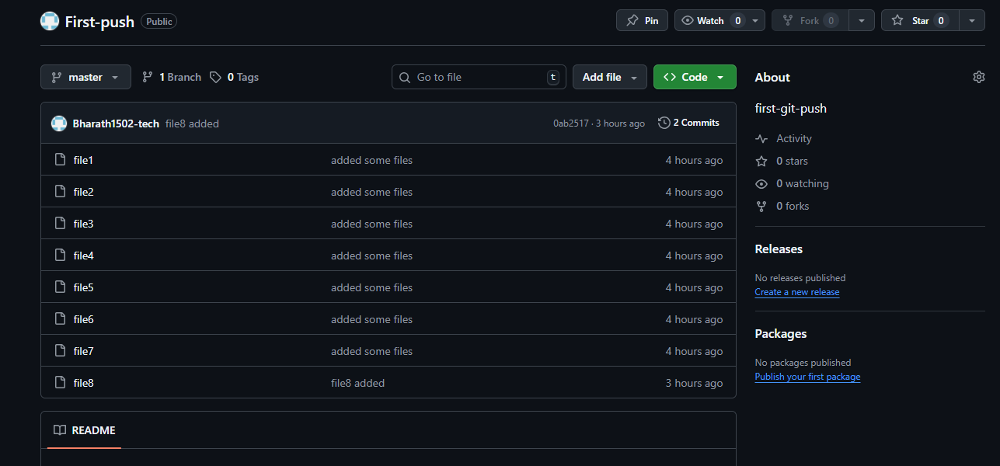 First-push Public Pin Watch 0 Fork 0 Star 0
master 1 Branch 0 Tags Go to file t Add file Code
Bharath1502-tech file8 added 0ab2517 · 3 hours ago 2 Commits
file1 added some files 4 hours ago
file2 added some files 4 hours ago
file3 added some files 4 hours ago
file4 added some files 4 hours ago
file5 added some files 4 hours ago
file6 added some files 4 hours ago
file7 added some files 4 hours ago
file8 file8 added 3 hours ago
README
About
first-git-push
Activity
0 stars
0 watching
0 forks
Releases
No releases published
Create a new release
Packages
No packages published
Publish your first package